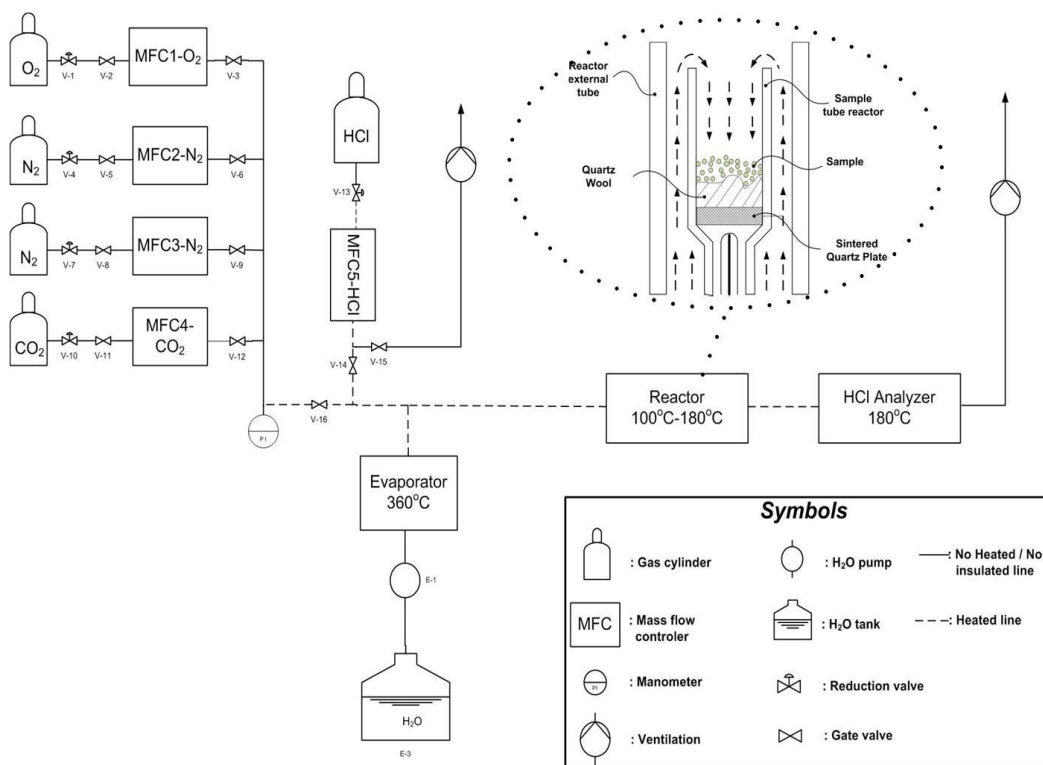 O2
V-1
V-2
MFC1-O2
V-3
N2
V-4
V-5
MFC2-N2
V-6
N2
V-7
V-8
MFC3-N2
V-9
CO2
V-10
V-11
MFC4-
CO2
V-12
PI
V-16
HCl
V-13
MFC5-HCl
V-14
V-15
Reactor
external
tube
Sample
tube reactor
Sample
Quartz
Wool
Sintered
Quartz Plate
Reactor
100°C-180°C
HCl Analyzer
180°C
Evaporator
360°C
E-1
H2O
E-3
Symbols
: Gas cylinder
MFC
: Mass flow
controler
PI
: Manometer
: Ventilation
: H2O pump
: H2O tank
: Reduction valve
: Gate valve
: No Heated / No
insulated line
: Heated line